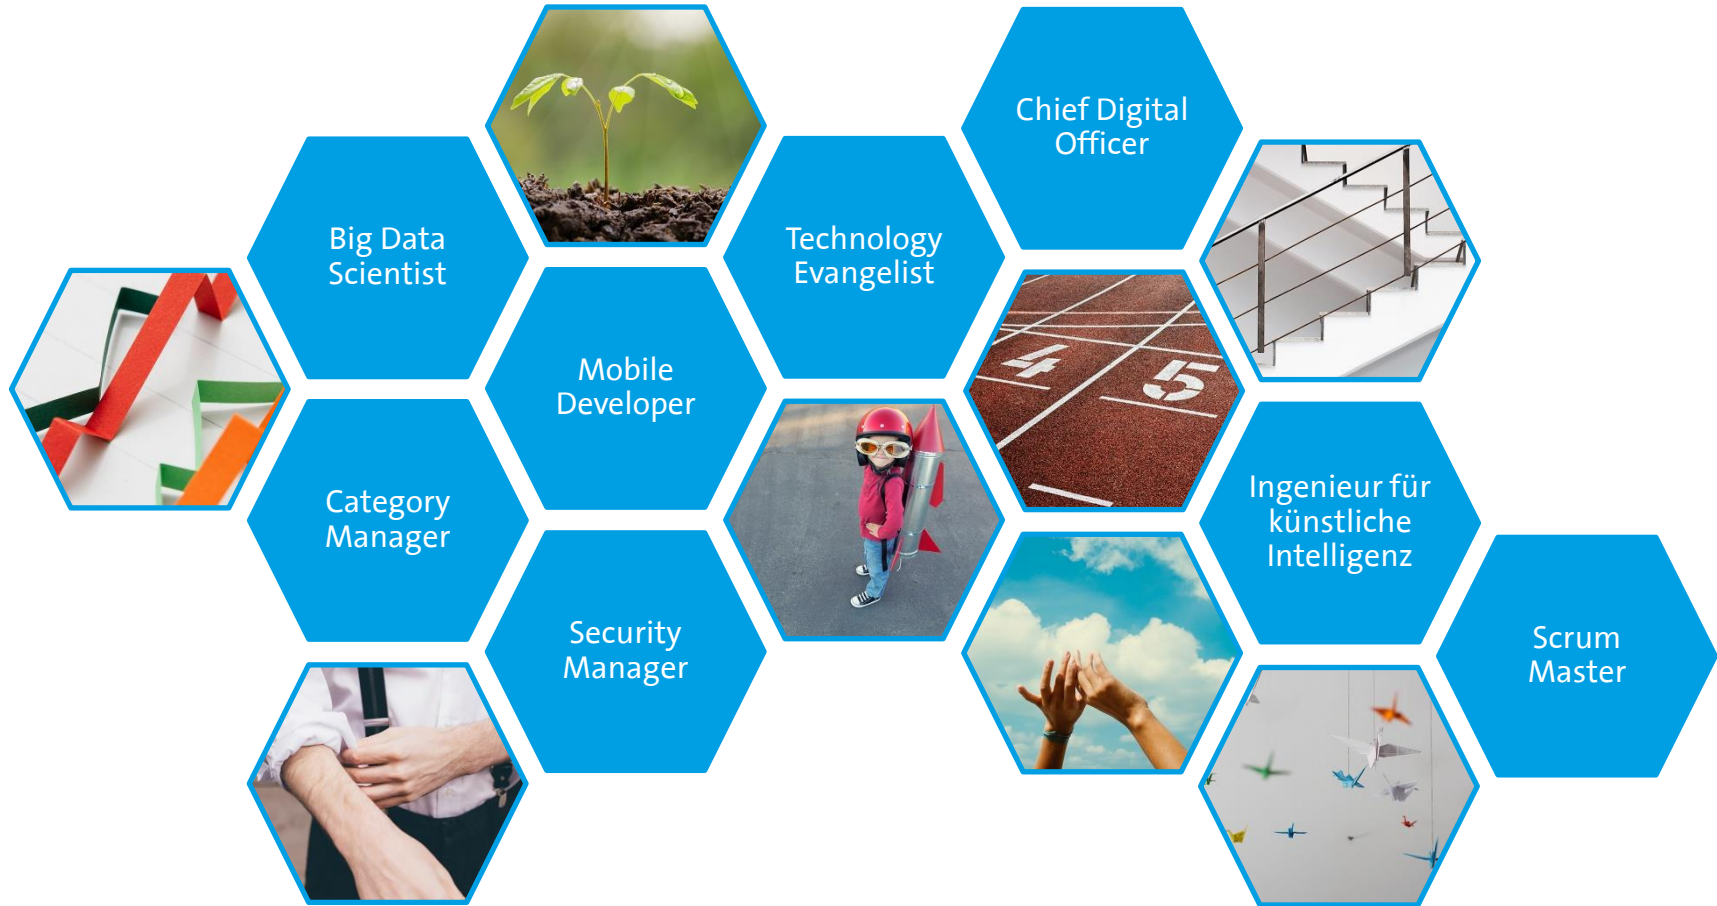 Chief Digital
Officer
Big Data
Scientist
Technology
Evangelist
Mobile
Developer
4
5
Category
Manager
Ingenieur für
künstliche
Intelligenz
Security
Manager
Scrum
Master